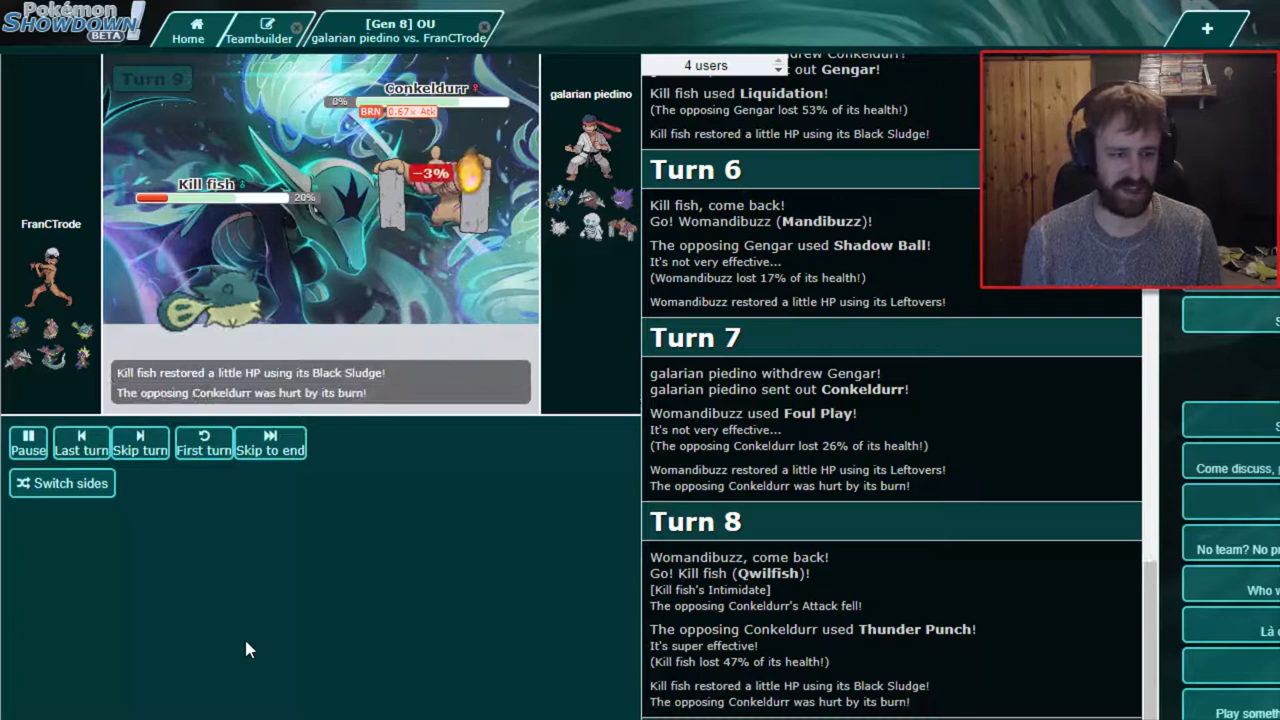 Pokémon
SHOWDOWN!
BETA
Home
Teambuilder
[Gen 8] OU
galarian piedino vs. FranCTrode
+
Turn 9
Conkeldurr ♀
0%
BRN 0.67× Atk
−3%
Kill fish
20%
FranCTrode
galarian piedino
Kill fish restored a little HP using its Black Sludge!
The opposing Conkeldurr was hurt by its burn!
Pause
Last turn
Skip turn
First turn
Skip to end
Switch sides
4 users
out Gengar!
Kill fish used Liquidation!
(The opposing Gengar lost 53% of its health!)
Kill fish restored a little HP using its Black Sludge!
Turn 6
Kill fish, come back!
Go! Womandibuzz (Mandibuzz)!
The opposing Gengar used Shadow Ball!
It's not very effective...
(Womandibuzz lost 17% of its health!)
Womandibuzz restored a little HP using its Leftovers!
Turn 7
galarian piedino withdrew Gengar!
galarian piedino sent out Conkeldurr!
Womandibuzz used Foul Play!
It's not very effective...
(The opposing Conkeldurr lost 26% of its health!)
Womandibuzz restored a little HP using its Leftovers!
The opposing Conkeldurr was hurt by its burn!
Turn 8
Womandibuzz, come back!
Go! Kill fish (Qwilfish)!
[Kill fish's Intimidate]
The opposing Conkeldurr's Attack fell!
The opposing Conkeldurr used Thunder Punch!
It's super effective!
(Kill fish lost 47% of its health!)
Kill fish restored a little HP using its Black Sludge!
The opposing Conkeldurr was hurt by its burn!
Come discuss,
No team? No
Who
Là
Play